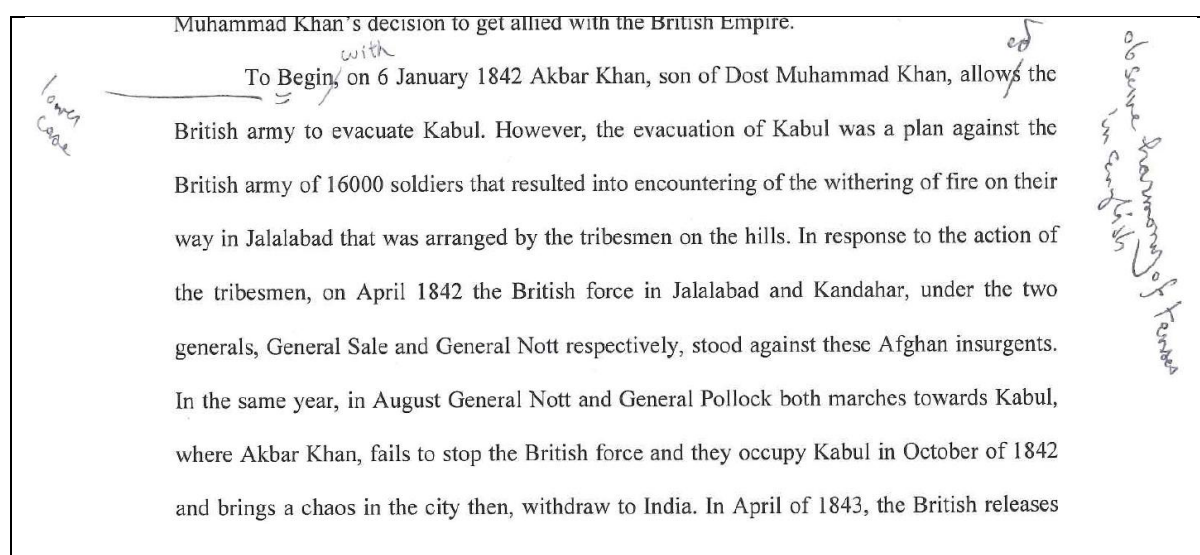 Muhammad Khan's decision to get allied with the British Empire.
with
ed
To Begin, on 6 January 1842 Akbar Khan, son of Dost Muhammad Khan, allows the
lower
case
British army to evacuate Kabul. However, the evacuation of Kabul was a plan against the
British army of 16000 soldiers that resulted into encountering of the withering of fire on their
way in Jalalabad that was arranged by the tribesmen on the hills. In response to the action of
the tribesmen, on April 1842 the British force in Jalalabad and Kandahar, under the two
generals, General Sale and General Nott respectively, stood against these Afghan insurgents.
In the same year, in August General Nott and General Pollock both marches towards Kabul,
where Akbar Khan, fails to stop the British force and they occupy Kabul in October of 1842
and brings a chaos in the city then, withdraw to India. In April of 1843, the British releases
observe harmony of tenses
in English